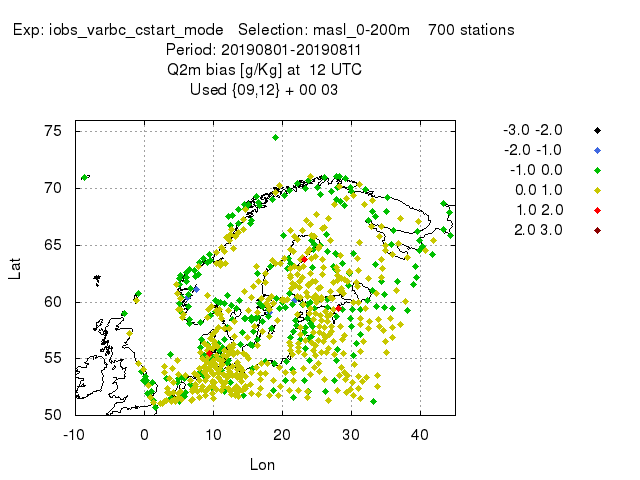 Exp: iobs_varbc_cstart_mode Selection: masl_0-200m 700 stations
Period: 20190801-20190811
Q2m bias [g/Kg] at 12 UTC
Used {09,12} + 00 03
75
70
65
60
55
50
Lat
-10 0 10 20 30 40
Lon
-3.0 -2.0
-2.0 -1.0
-1.0 0.0
0.0 1.0
1.0 2.0
2.0 3.0